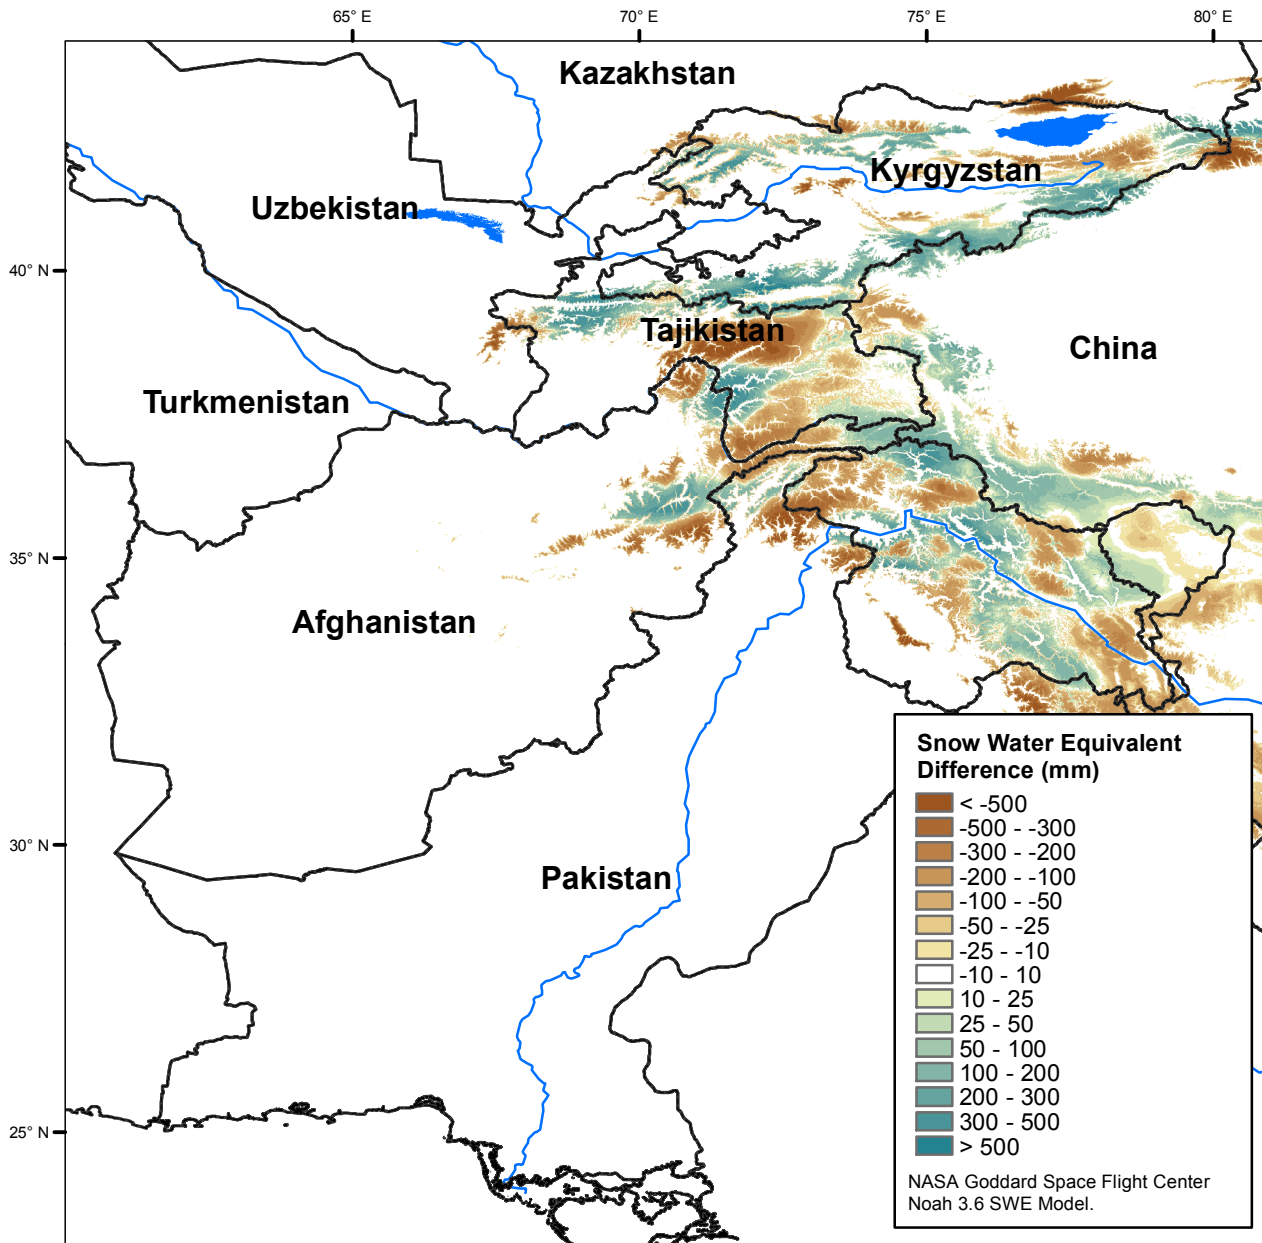 65° E
70° E
75° E
80° E
Kazakhstan
Kyrgyzstan
Uzbekistan
40° N
Tajikistan
China
Turkmenistan
35° N
Afghanistan
30° N
Pakistan
25° N
Snow Water Equivalent
Difference (mm)
< -500
-500 - -300
-300 - -200
-200 - -100
-100 - -50
-50 - -25
-25 - -10
-10 - 10
10 - 25
25 - 50
50 - 100
100 - 200
200 - 300
300 - 500
> 500
NASA Goddard Space Flight Center
Noah 3.6 SWE Model.